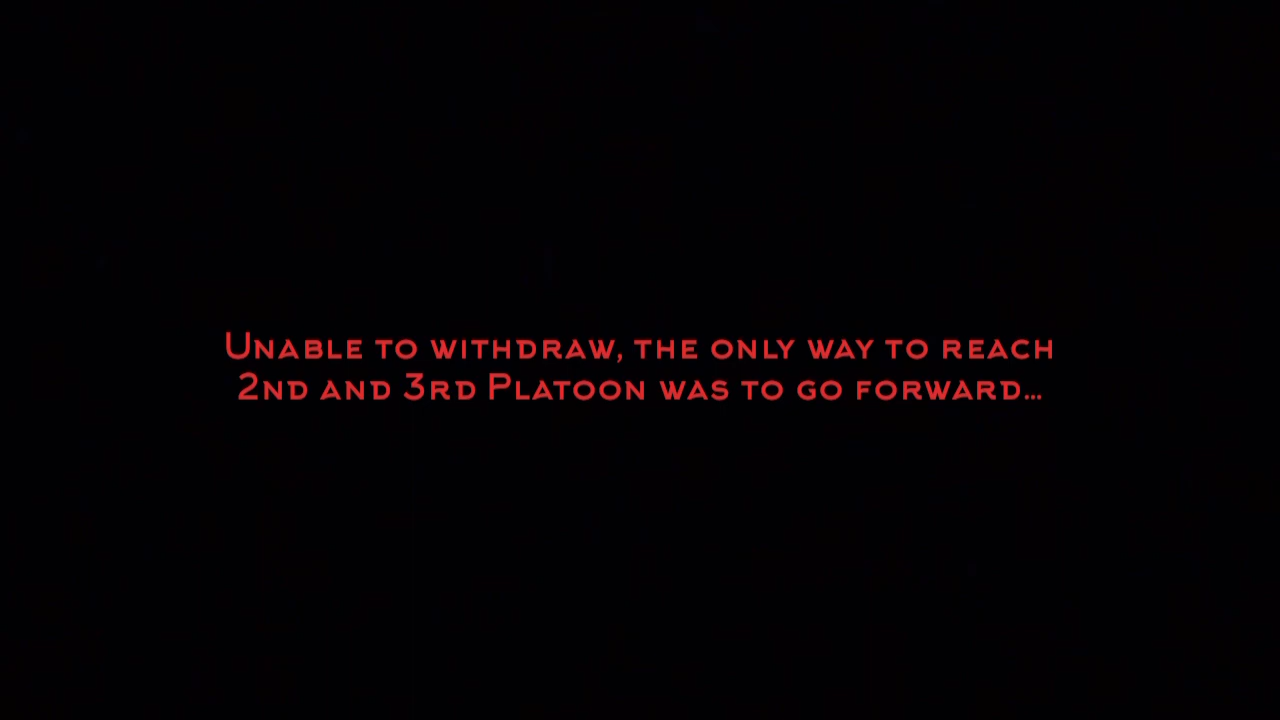 Unable to withdraw, the only way to reach
2nd and 3rd Platoon was to go forward...